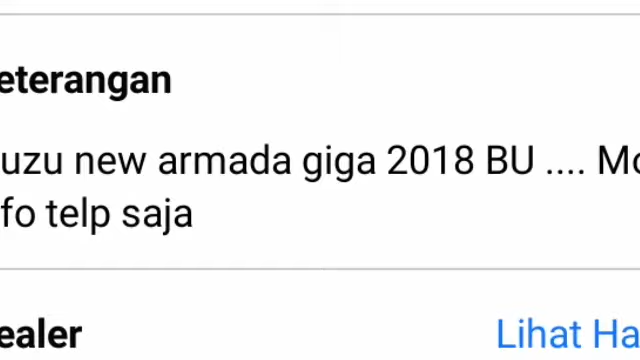 eterangan
uzu new armada giga 2018 BU .... Mo
fo telp saja
ealer Lihat Ha